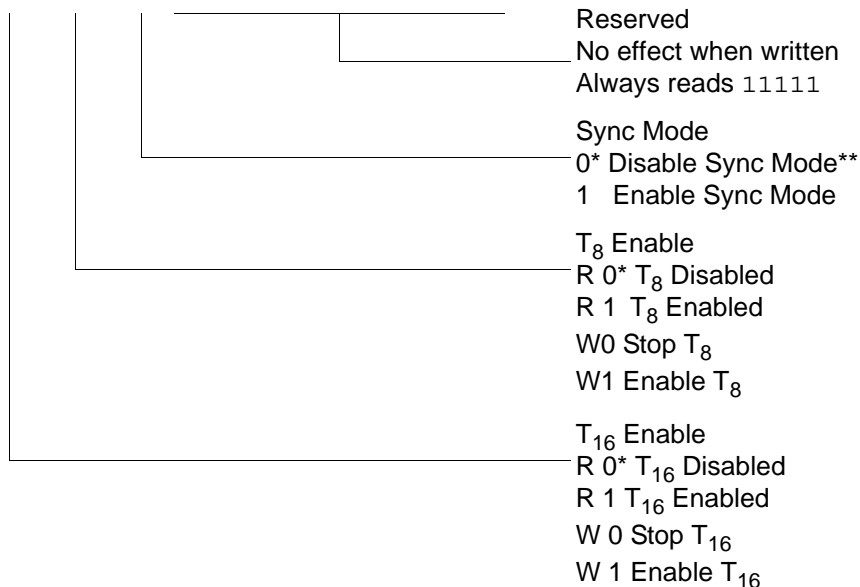 Reserved
No effect when written
Always reads 11111
Sync Mode
0* Disable Sync Mode**
1 Enable Sync Mode
T8 Enable
R 0* T8 Disabled
R 1 T8 Enabled
W0 Stop T8
W1 Enable T8
T16 Enable
R 0* T16 Disabled
R 1 T16 Enabled
W 0 Stop T16
W 1 Enable T16